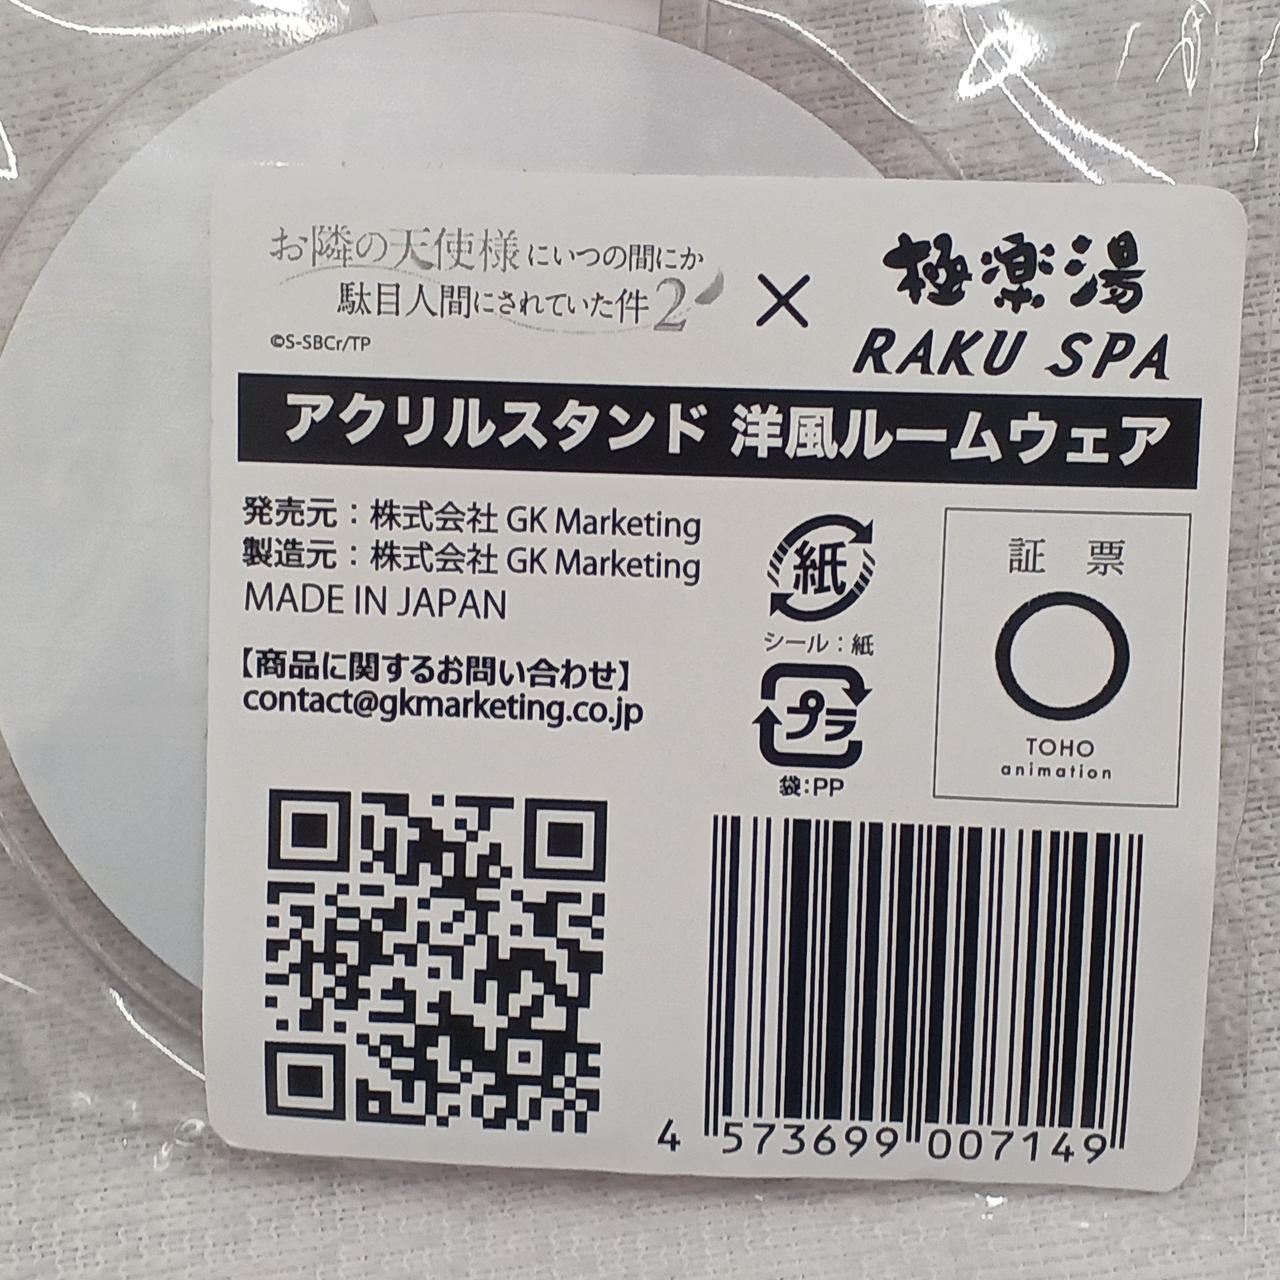 お隣の天使様にいつの間にか
駄目人間にされていた件2
©S-SBCr/TP
×
極楽湯
RAKU SPA
アクリルスタンド 洋風ルームウェア
発売元：株式会社 GK Marketing
製造元：株式会社 GK Marketing
MADE IN JAPAN
【商品に関するお問い合わせ】
contact@gkmarketing.co.jp
紙
シール：紙
プラ
袋：PP
証 票
TOHO
animation
4 573699 007149